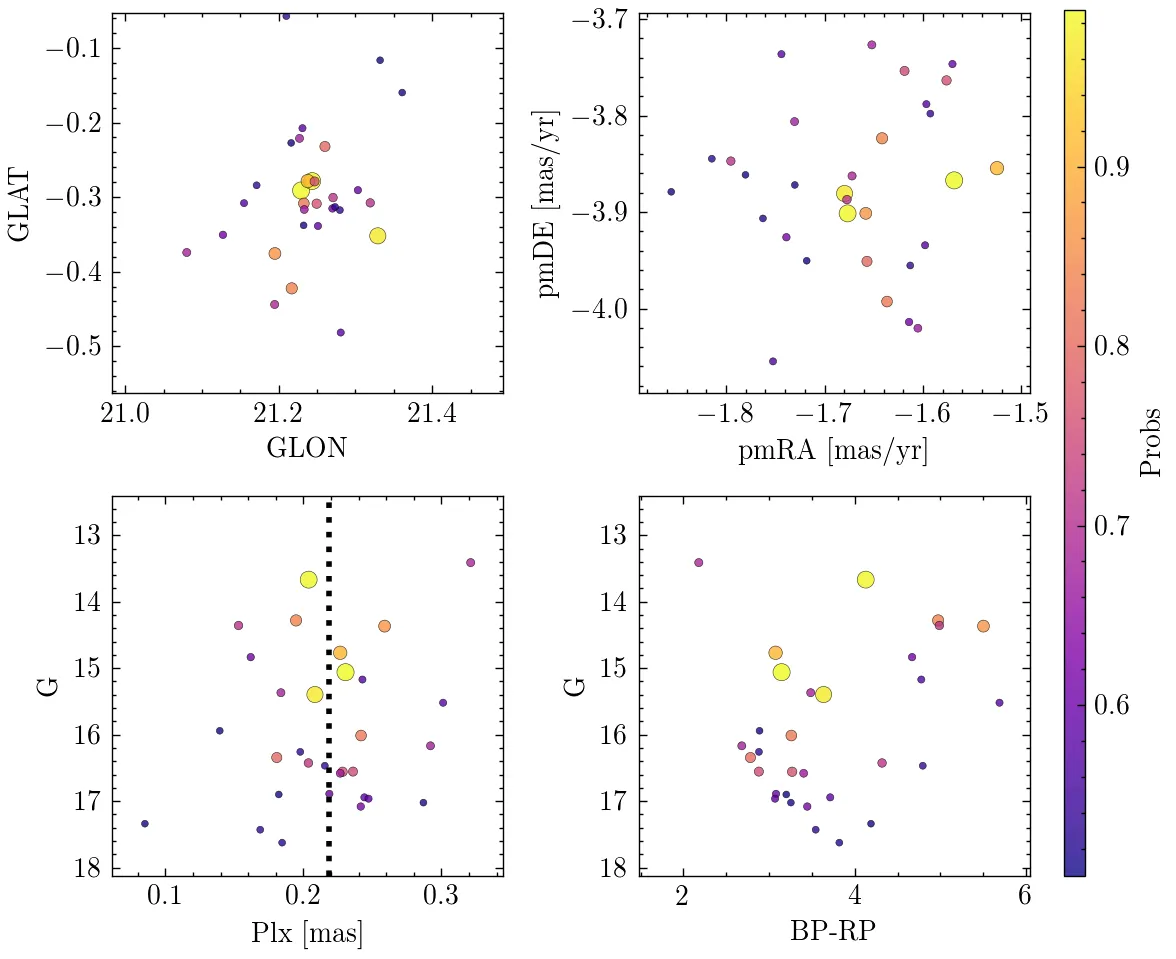 −0.1
−0.2
−0.3
−0.4
−0.5
GLAT
21.0 21.2 21.4
GLON
−3.7
−3.8
−3.9
−4.0
pmDE [mas/yr]
−1.8 −1.7 −1.6 −1.5
pmRA [mas/yr]
13
14
15
16
17
18
G
0.1 0.2 0.3
Plx [mas]
13
14
15
16
17
18
G
2 4 6
BP-RP
0.9
0.8
0.7
0.6
Probs